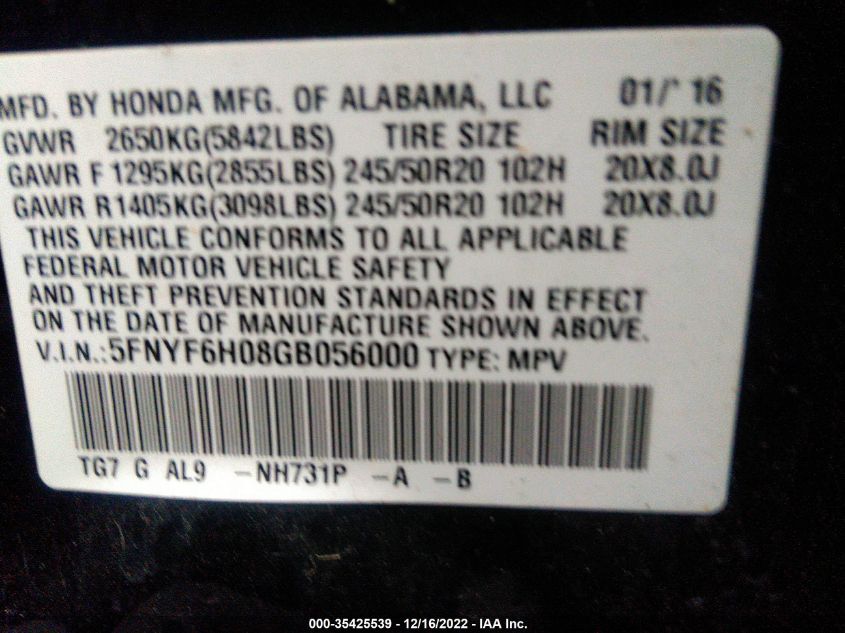 MFD. BY HONDA MFG. OF ALABAMA, LLC 01/ 16
GVWR 2650KG(5842LBS) TIRE SIZE RIM SIZE
GAWR F 1295KG(2855LBS) 245/50R20 102H 20X8.0J
GAWR R 1405KG(3098LBS) 245/50R20 102H 20X8.0J
THIS VEHICLE CONFORMS TO ALL APPLICABLE
FEDERAL MOTOR VEHICLE SAFETY
AND THEFT PREVENTION STANDARDS IN EFFECT
ON THE DATE OF MANUFACTURE SHOWN ABOVE.
V.I.N.:5FNYF6H08GB056000 TYPE: MPV
TG7 G AL9 -NH731P -A -B
000-35425539 - 12/16/2022 - IAA Inc.